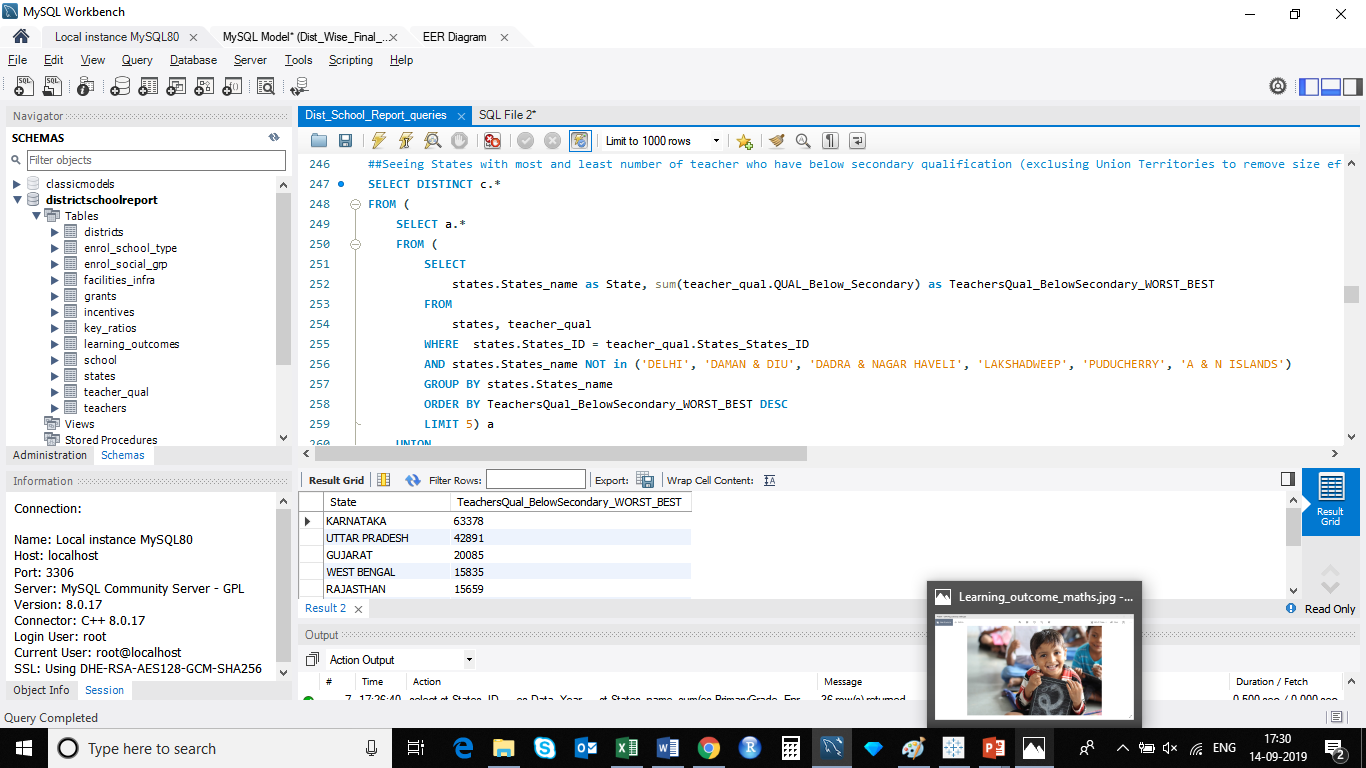 MySQL Workbench
Local instance MySQL80
MySQL Model* (Dist_Wise_Final_...
EER Diagram
File Edit View Query Database Server Tools Scripting Help
Navigator
SCHEMAS
Filter objects
classicmodels
districtschoolreport
Tables
districts
enrol_school_type
enrol_social_grp
facilities_infra
grants
incentives
key_ratios
learning_outcomes
school
states
teacher_qual
teachers
Views
Stored Procedures
Administration Schemas
Information
Connection:
Name: Local instance MySQL80
Host: localhost
Port: 3306
Server: MySQL Community Server - GPL
Version: 8.0.17
Connector: C++ 8.0.17
Login User: root
Current User: root@localhost
SSL: Using DHE-RSA-AES128-GCM-SHA256
Object Info Session
Query Completed
Dist_School_Report_queries
SQL File 2*
Limit to 1000 rows
246 ##Seeing States with most and least number of teacher who have below secondary qualification (exclusing Union Territories to remove size ef
247 SELECT DISTINCT c.*
248 FROM (
249 SELECT a.*
250 FROM (
251 SELECT
252 states.States_name as State, sum(teacher_qual.QUAL_Below_Secondary) as TeachersQual_BelowSecondary_WORST_BEST
253 FROM
254 states, teacher_qual
255 WHERE states.States_ID = teacher_qual.States_States_ID
256 AND states.States_name NOT in ('DELHI', 'DAMAN & DIU', 'DADRA & NAGAR HAVELI', 'LAKSHADWEEP', 'PUDUCHERRY', 'A & N ISLANDS')
257 GROUP BY states.States_name
258 ORDER BY TeachersQual_BelowSecondary_WORST_BEST DESC
259 LIMIT 5) a
260 UNION
Result Grid Filter Rows: Export: Wrap Cell Content:
State TeachersQual_BelowSecondary_WORST_BEST
KARNATAKA 63378
UTTAR PRADESH 42891
GUJARAT 20085
WEST BENGAL 15835
RAJASTHAN 15659
Result Grid
Result 2
Read Only
Output
Action Output
# Time Action Message Duration / Fetch
7 17:26:40
36 row(s) returned
Learning_outcome_maths.jpg -...
Type here to search
ENG
17:30
14-09-2019
2